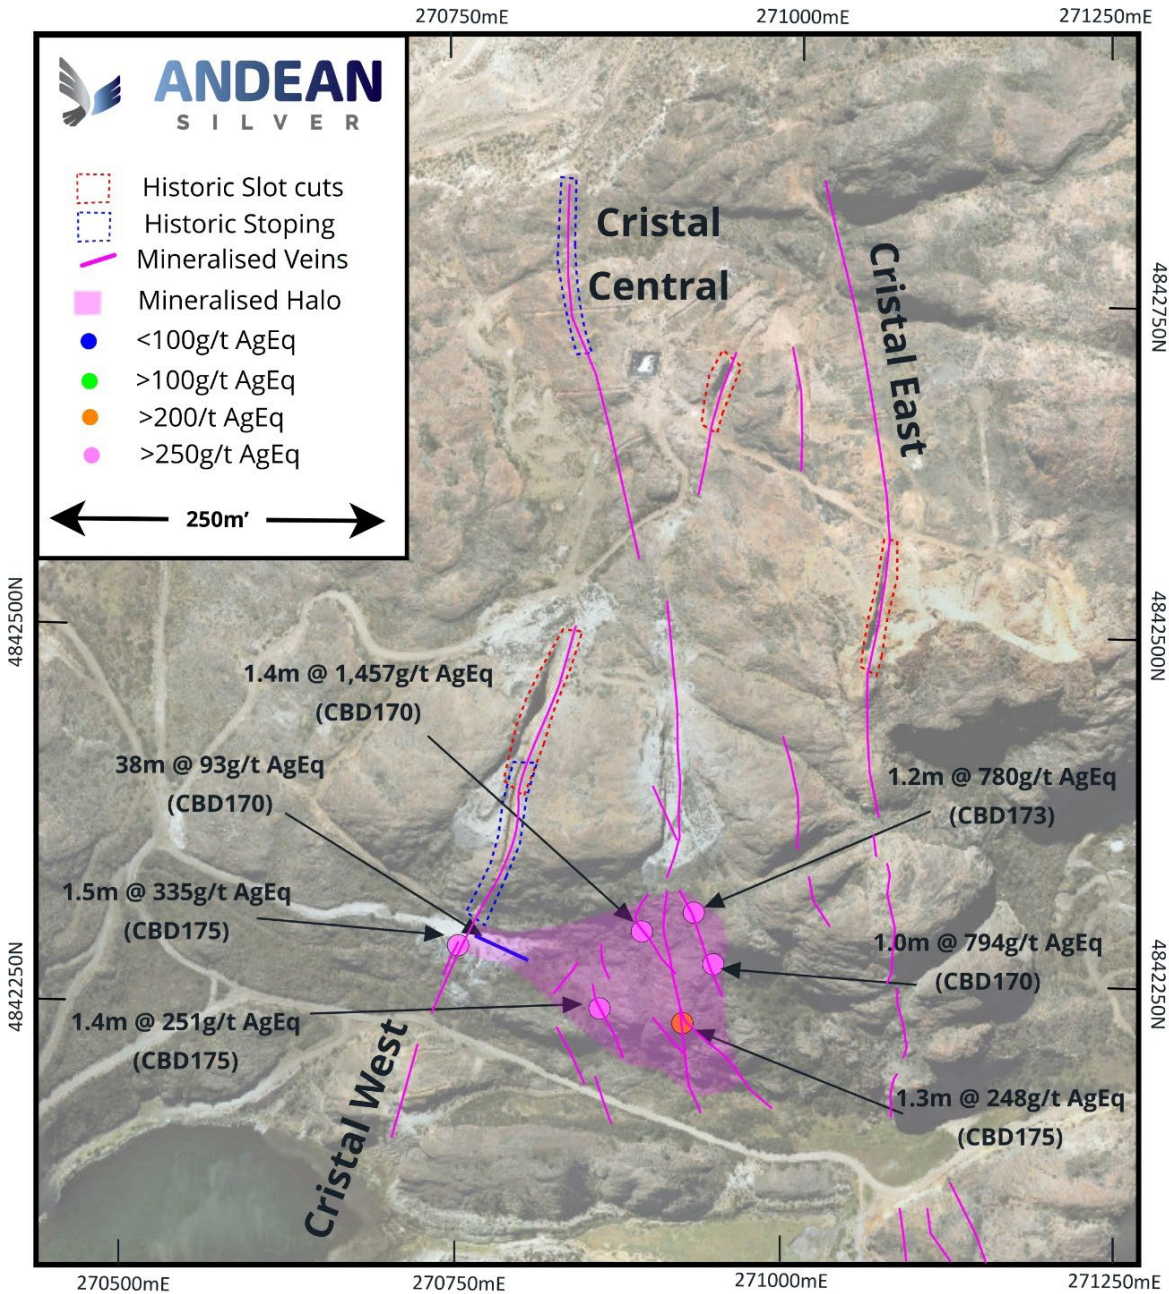 270750mE
271000mE
271250mE
ANDEAN
SILVER
Historic Slot cuts
Historic Stoping
Mineralised Veins
Mineralised Halo
<100g/t AgEq
>100g/t AgEq
>200/t AgEq
>250g/t AgEq
250m’
Cristal
Central
Cristal East
4842750N
4842500N
4842500N
1.4m @ 1,457g/t AgEq
(CBD170)
38m @ 93g/t AgEq
(CBD170)
1.2m @ 780g/t AgEq
(CBD173)
1.5m @ 335g/t AgEq
(CBD175)
1.0m @ 794g/t AgEq
(CBD170)
4842250N
4842250N
1.4m @ 251g/t AgEq
(CBD175)
1.3m @ 248g/t AgEq
(CBD175)
Cristal West
270500mE
270750mE
271000mE
271250mE